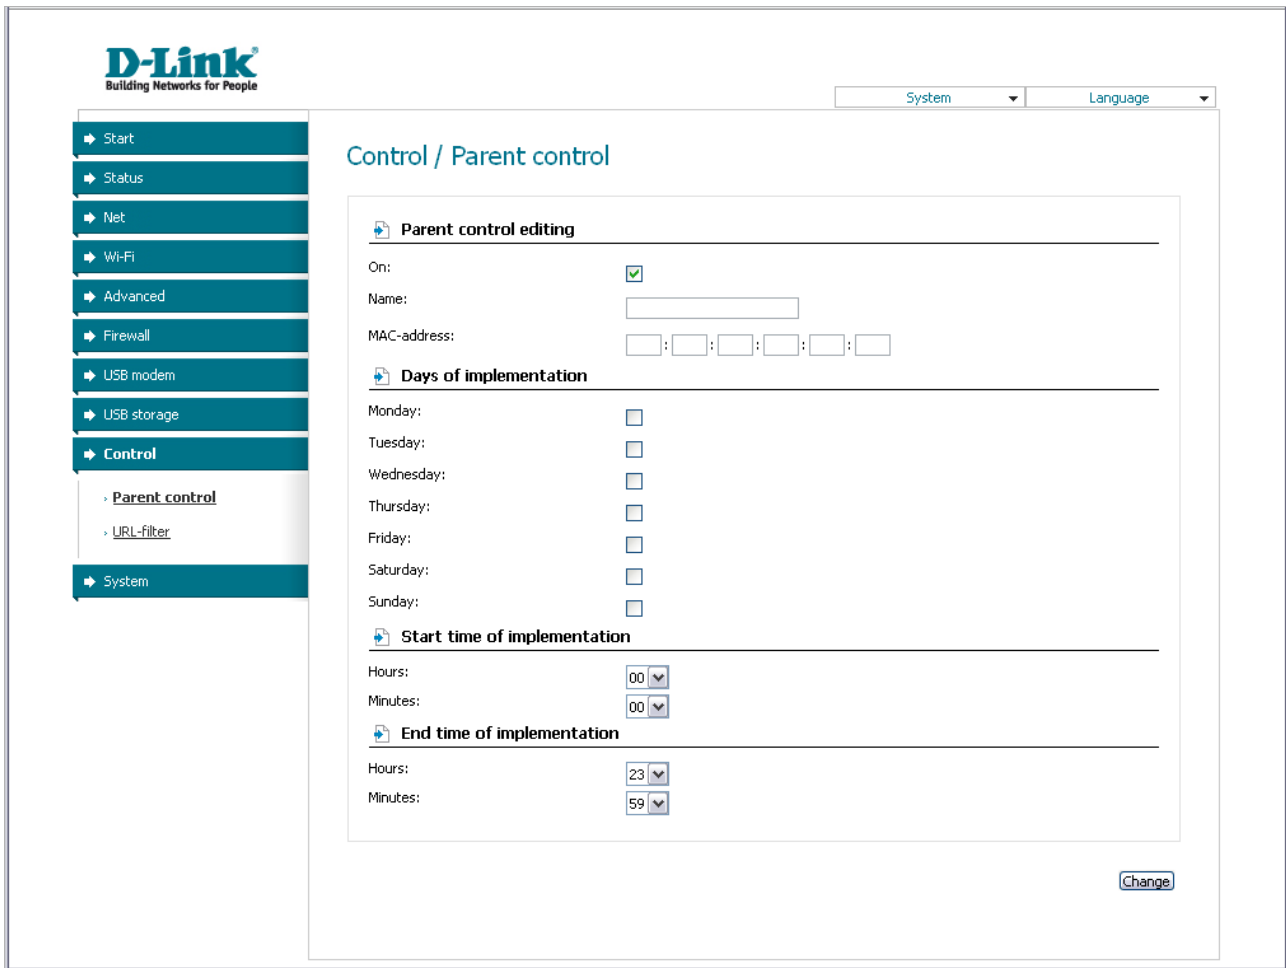 D-Link®
Building Networks for People
System
Language
Start
Status
Net
Wi-Fi
Advanced
Firewall
USB modem
USB storage
Control
Parent control
URL-filter
System
Control / Parent control
Parent control editing
On:
Name:
MAC-address:
: : : : :
Days of implementation
Monday:
Tuesday:
Wednesday:
Thursday:
Friday:
Saturday:
Sunday:
Start time of implementation
Hours: 00
Minutes: 00
End time of implementation
Hours: 23
Minutes: 59
Change